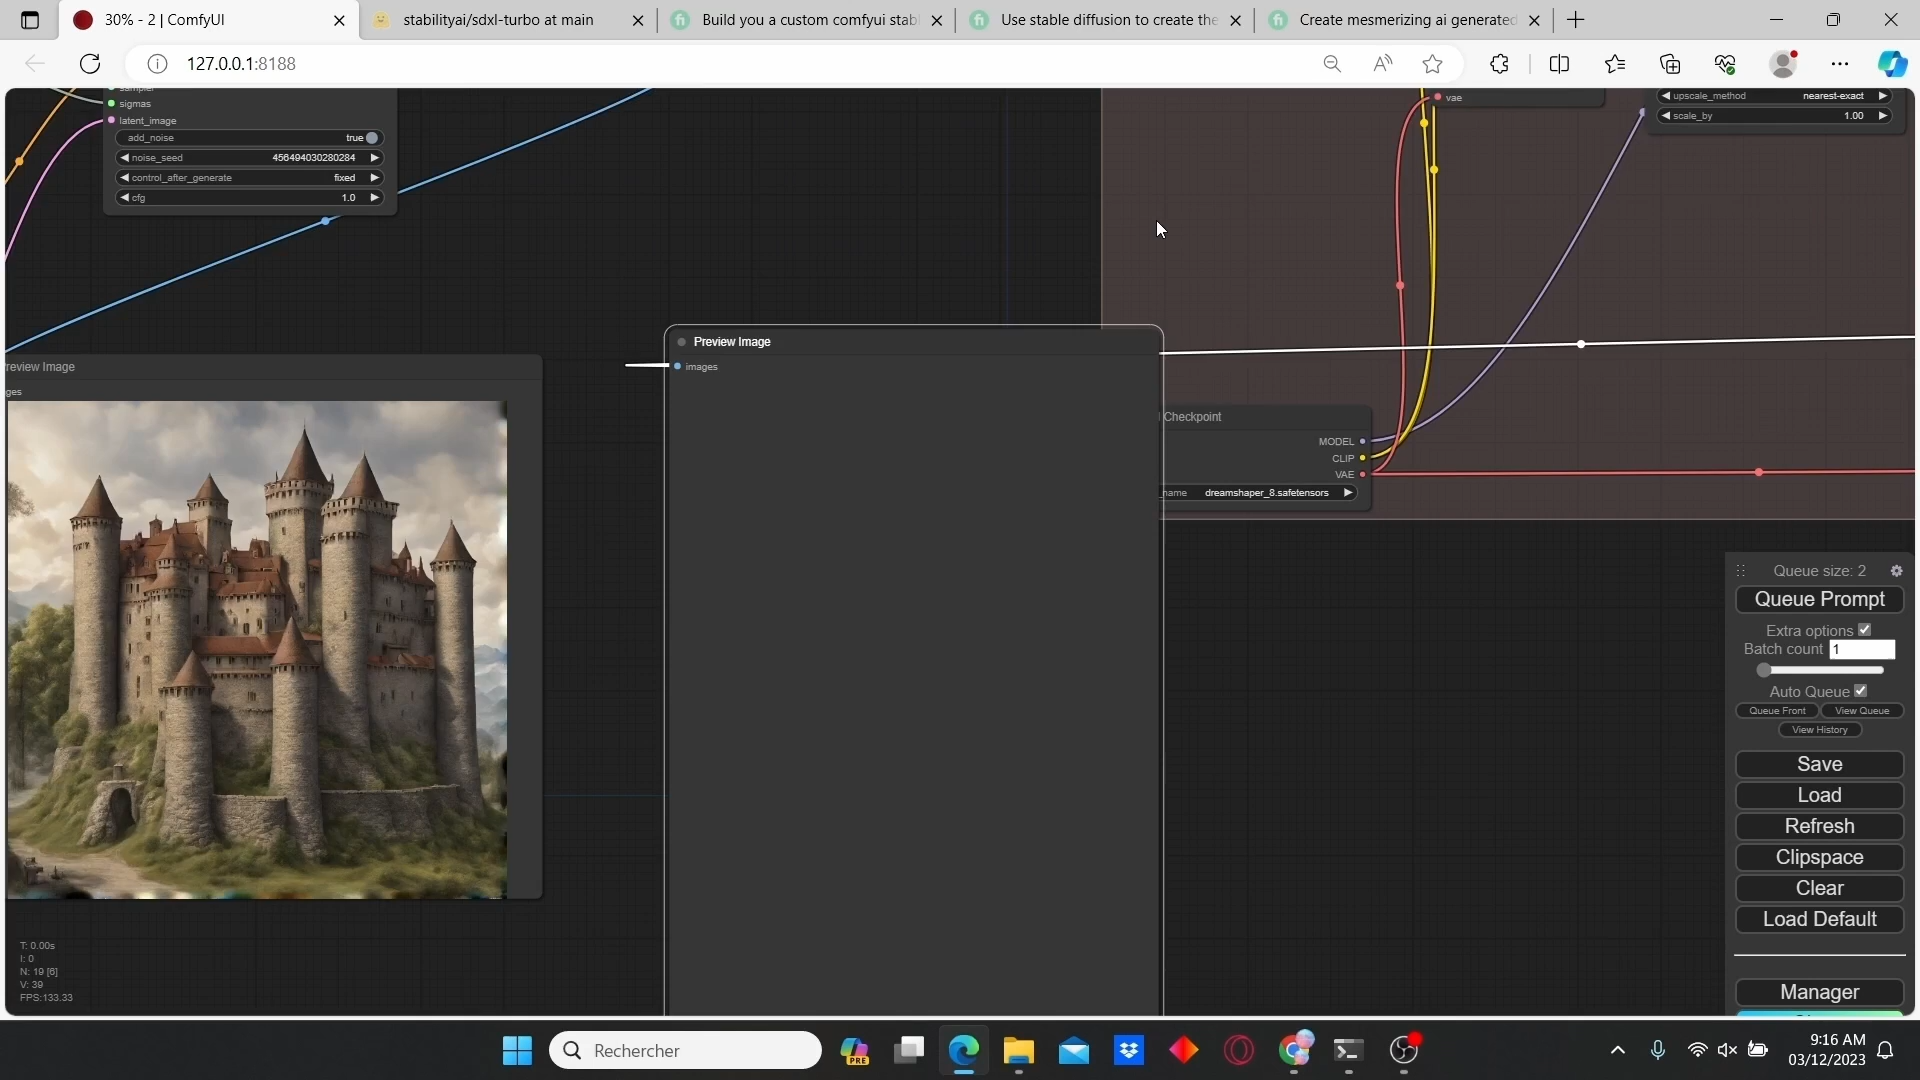 30% - 2 | ComfyUI
stabilityai/sdxl-turbo at main
Build you a custom comfyui stab
Use stable diffusion to create the
Create mesmerizing ai generated
127.0.0.1:8188
sampler
sigmas
latent_image
add_noise true
noise_seed 456494030280284
control_after_generate fixed
cfg 1.0
vae
upscale_method nearest-exact
scale_by 1.00
review Image
ges
Preview Image
images
Checkpoint
MODEL
CLIP
VAE
name dreamshaper_8.safetensors
Queue size: 2
Queue Prompt
Extra options
Batch count 1
Auto Queue
Queue Front View Queue
View History
Save
Load
Refresh
Clipspace
Clear
Load Default
Manager
T: 0.00s
I: 0
N: 19 [6]
V: 39
FPS:133.33
Rechercher
PRE
9:16 AM
03/12/2023